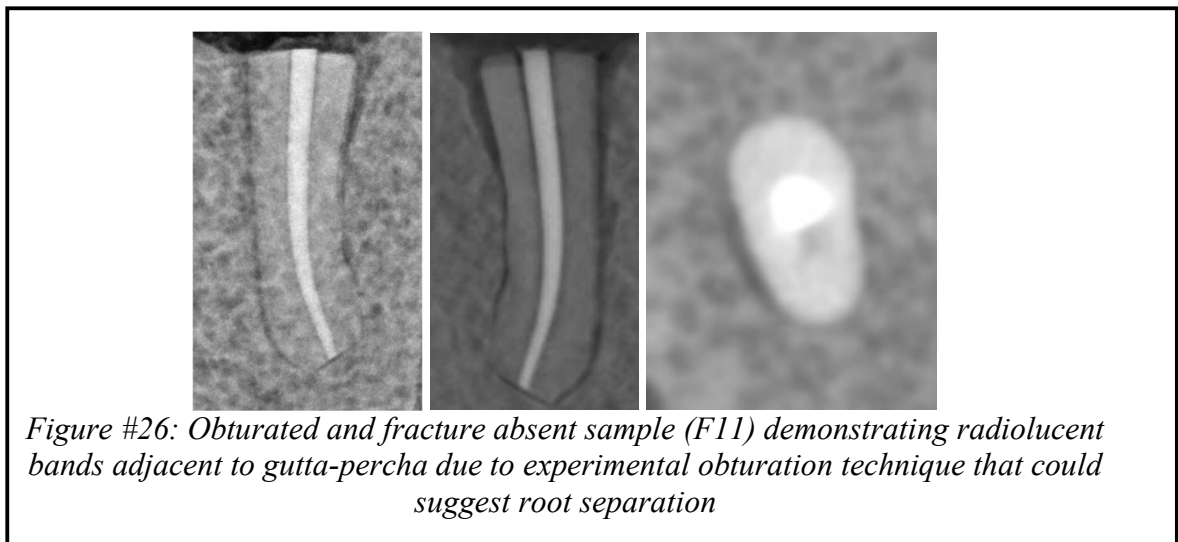 Figure #26: Obturated and fracture absent sample (F11) demonstrating radiolucent
bands adjacent to gutta-percha due to experimental obturation technique that could
suggest root separation